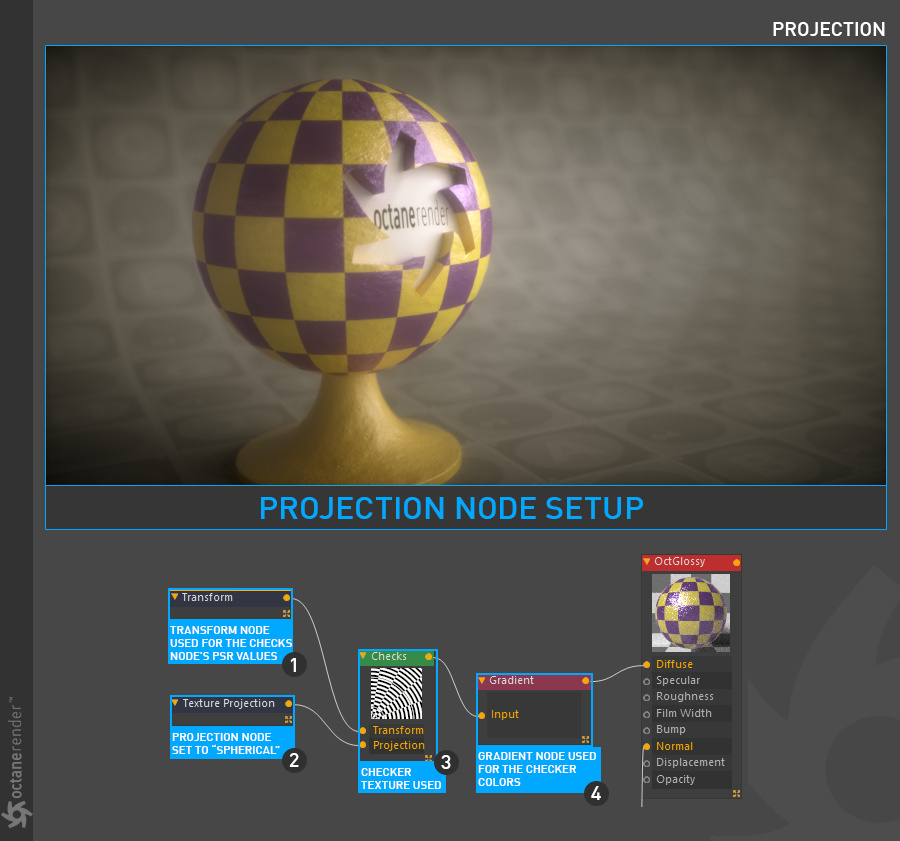 PROJECTION
octanerender
PROJECTION NODE SETUP
Transform
TRANSFORM NODE
USED FOR THE CHECKS
NODE'S PSR VALUES
1
Texture Projection
PROJECTION NODE
SET TO "SPHERICAL"
2
Checks
Transform
Projection
CHECKER
TEXTURE USED
3
Gradient
Input
GRADIENT NODE USED
FOR THE CHECKER
COLORS
4
OctGlossy
Diffuse
Specular
Roughness
Film Width
Bump
Normal
Displacement
Opacity
octanerender™